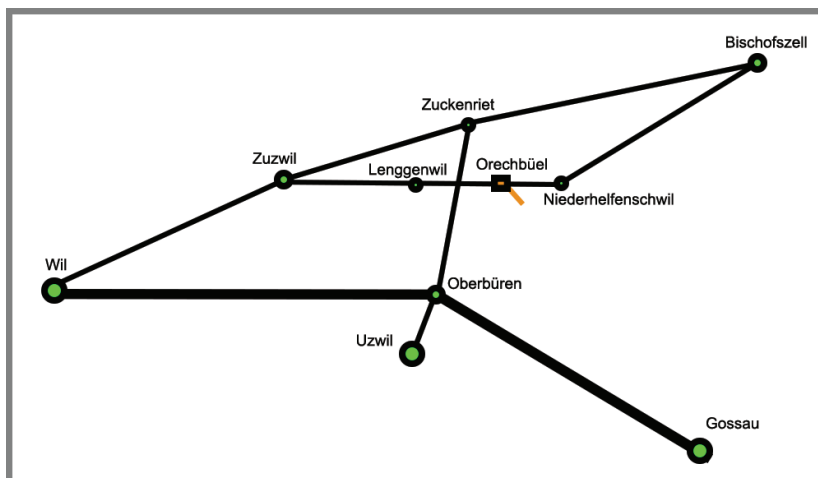 Bischofszell
Zuckenriet
Zuzwil
Lenggenwil
Orechbüel
Niederhelfenschwil
Wil
Oberbüren
Uzwil
Gossau